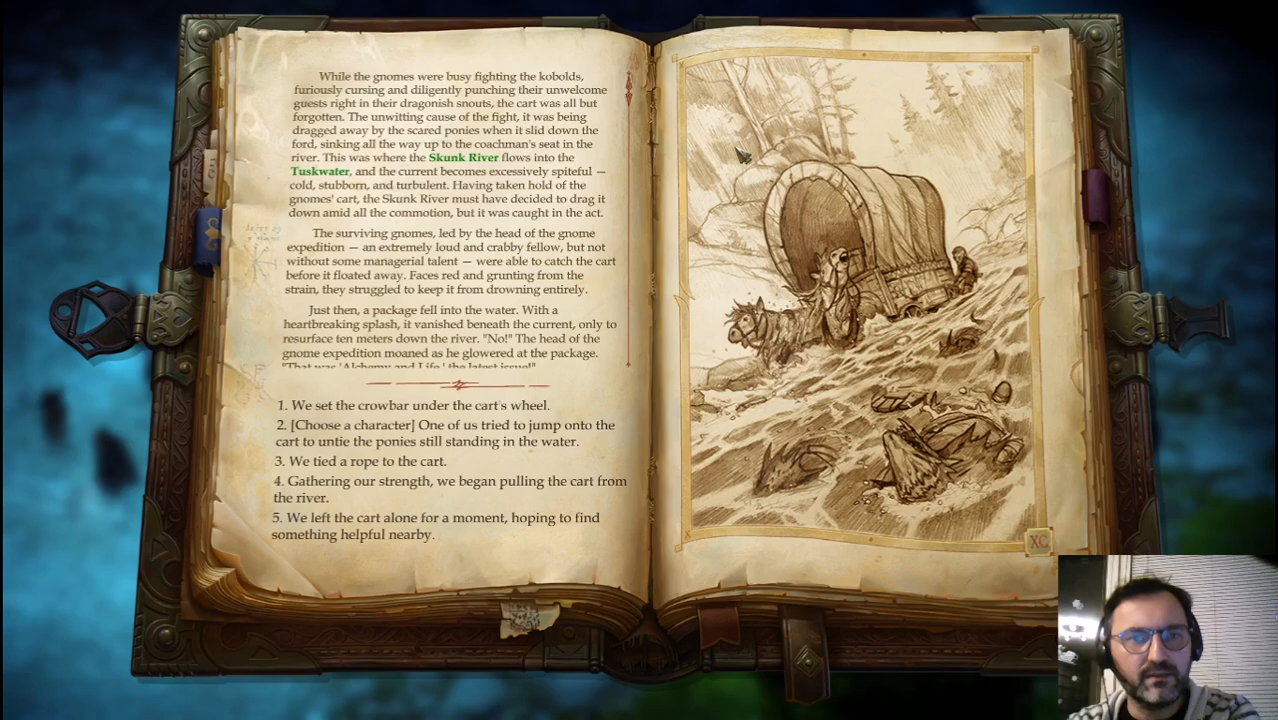 While the gnomes were busy fighting the kobolds,
furiously cursing and diligently punching their unwelcome
guests right in their dragonish snouts, the cart was all but
forgotten. The unwitting cause of the fight, it was being
dragged away by the scared ponies when it slid down the
ford, sinking all the way up to the coachman's seat in the
river. This was where the Skunk River flows into the
Tuskwater, and the current becomes excessively spiteful —
cold, stubborn, and turbulent. Having taken hold of the
gnomes' cart, the Skunk River must have decided to drag it
down amid all the commotion, but it was caught in the act.
The surviving gnomes, led by the head of the gnome
expedition — an extremely loud and crabby fellow, but not
without some managerial talent — were able to catch the cart
before it floated away. Faces red and grunting from the
strain, they struggled to keep it from drowning entirely.
Just then, a package fell into the water. With a
heartbreaking splash, it vanished beneath the current, only to
resurface ten meters down the river. "No!" The head of the
gnome expedition moaned as he glowered at the package.
"That was 'Alchemy and Life,' the latest issue!"
1. We set the crowbar under the cart's wheel.
2. [Choose a character] One of us tried to jump onto the
cart to untie the ponies still standing in the water.
3. We tied a rope to the cart.
4. Gathering our strength, we began pulling the cart from
the river.
5. We left the cart alone for a moment, hoping to find
something helpful nearby.
XC